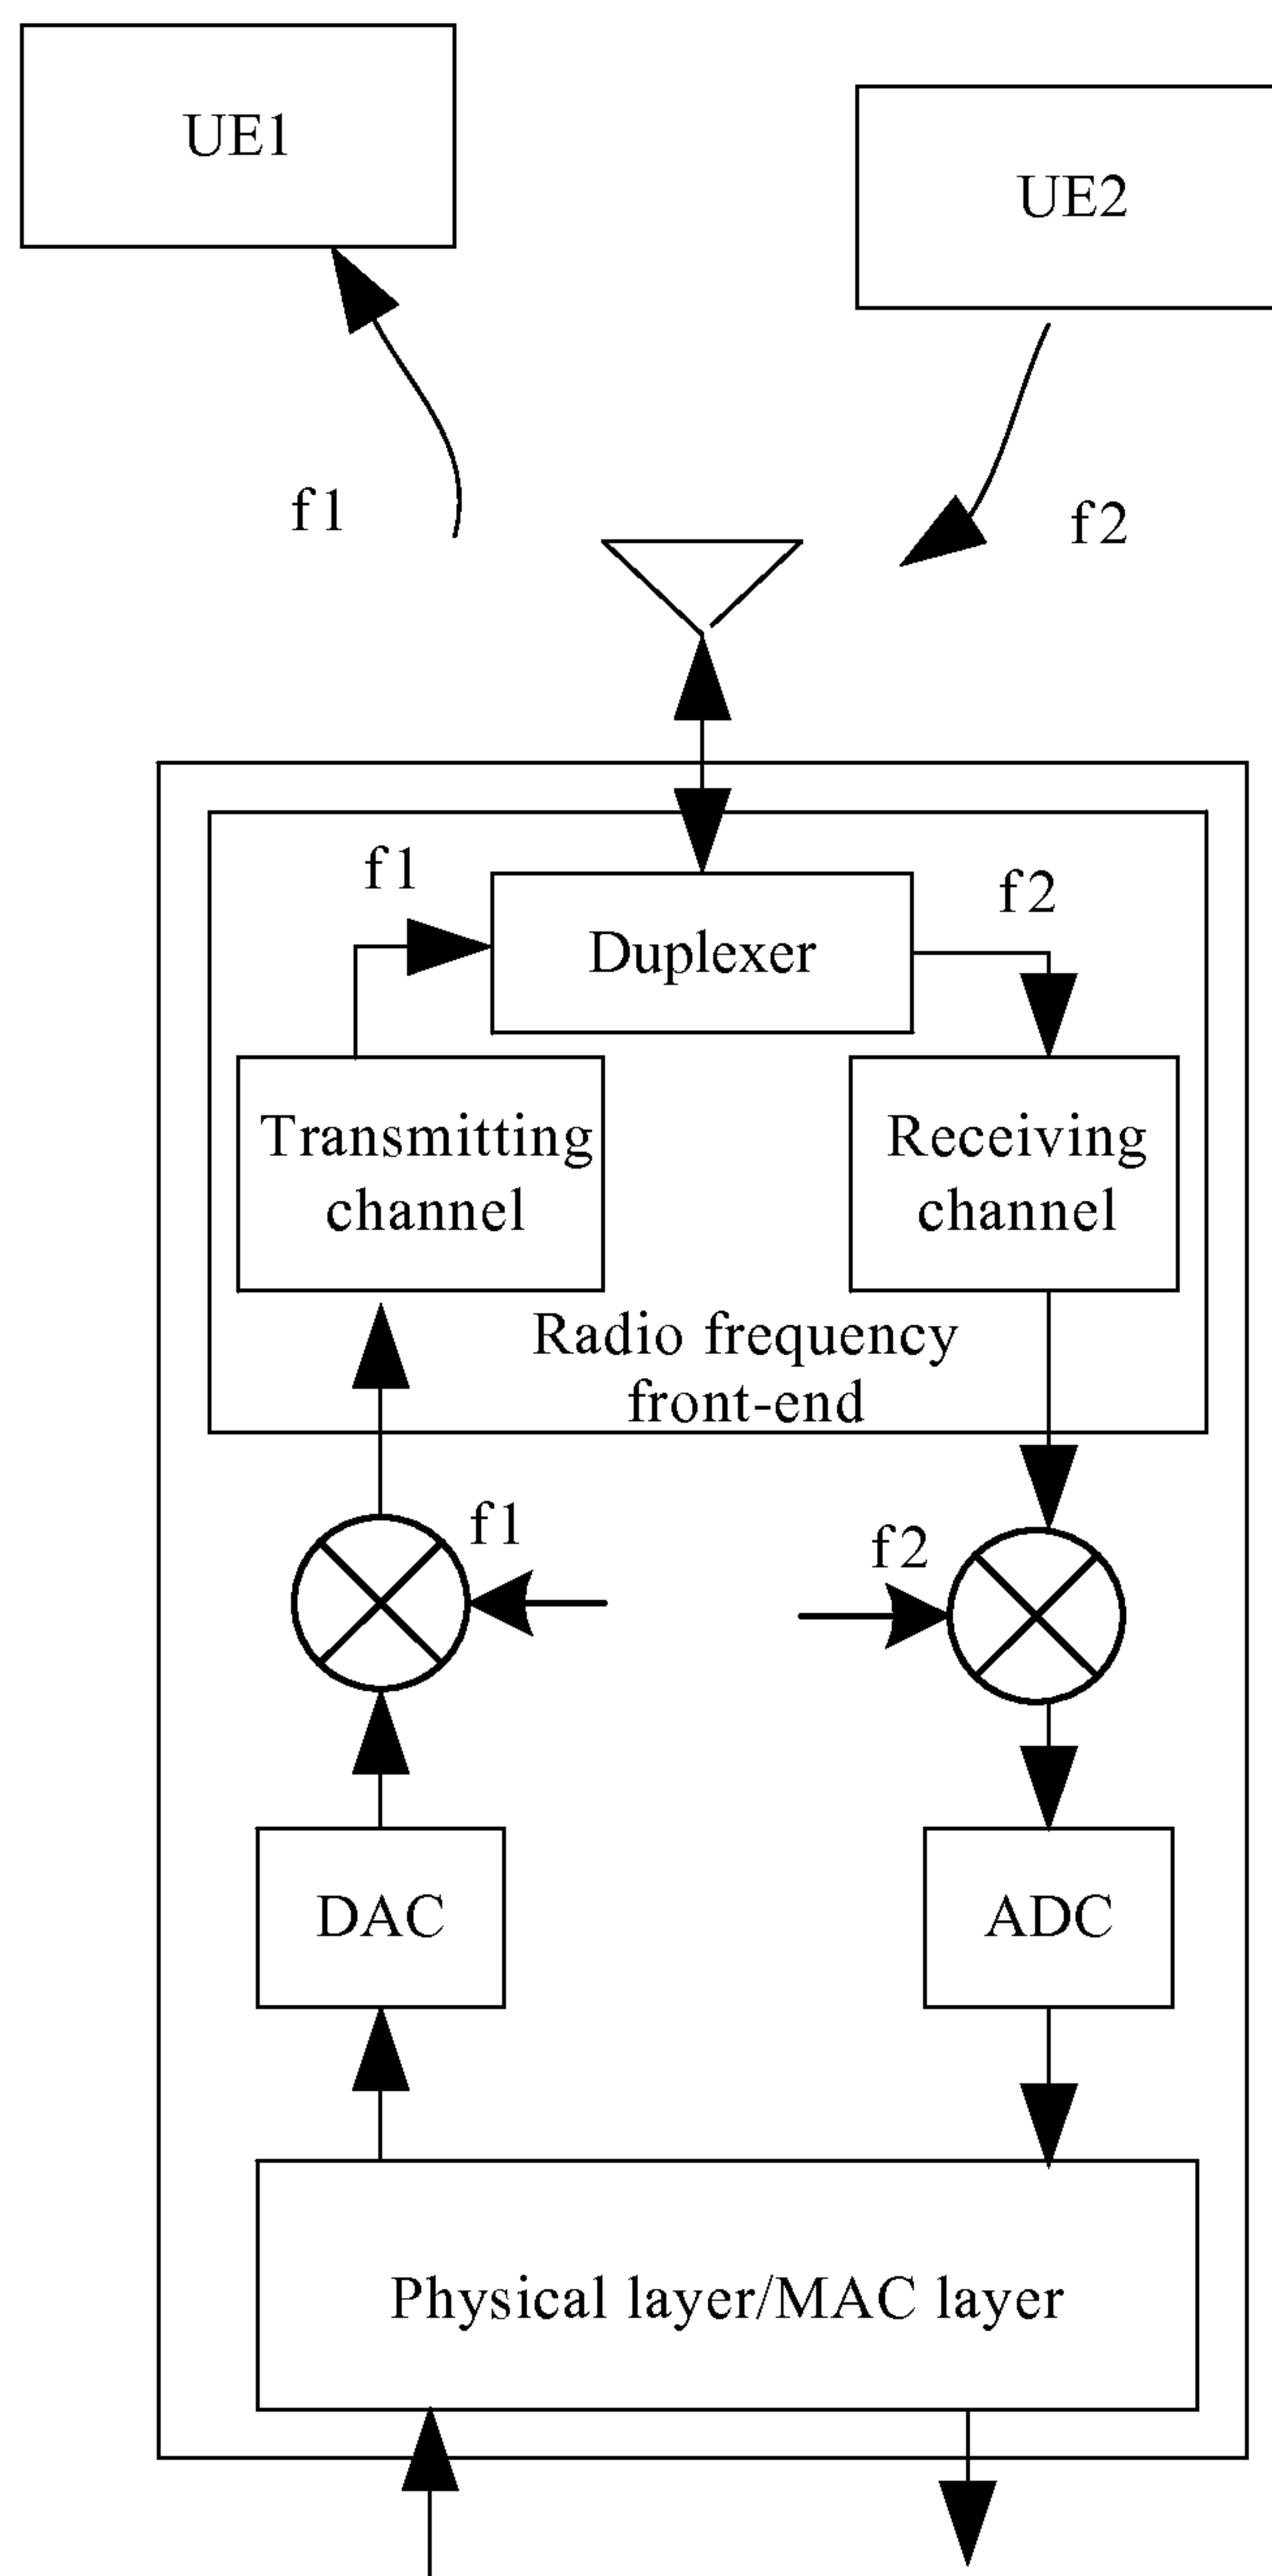 UE1
UE2
f1
f2
f1
f2
Duplexer
Transmitting
channel
Receiving
channel
Radio frequency
front-end
f1
f2
DAC
ADC
Physical layer/MAC layer